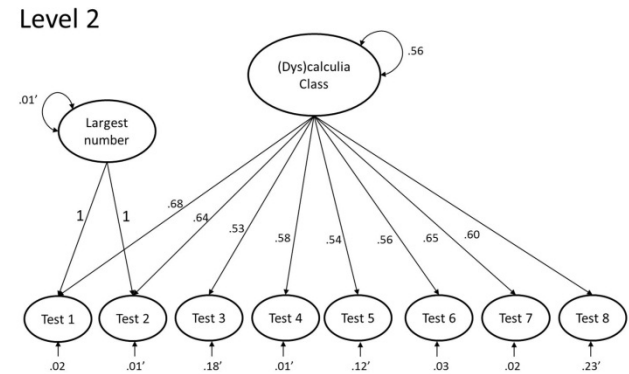 Level 2
(Dys)calculia
Class
.56
.01′
Largest
number
1
1
.68
.64
.53
.58
.54
.56
.65
.60
Test 1
Test 2
Test 3
Test 4
Test 5
Test 6
Test 7
Test 8
.02
.01′
.18′
.01′
.12′
.03
.02
.23′